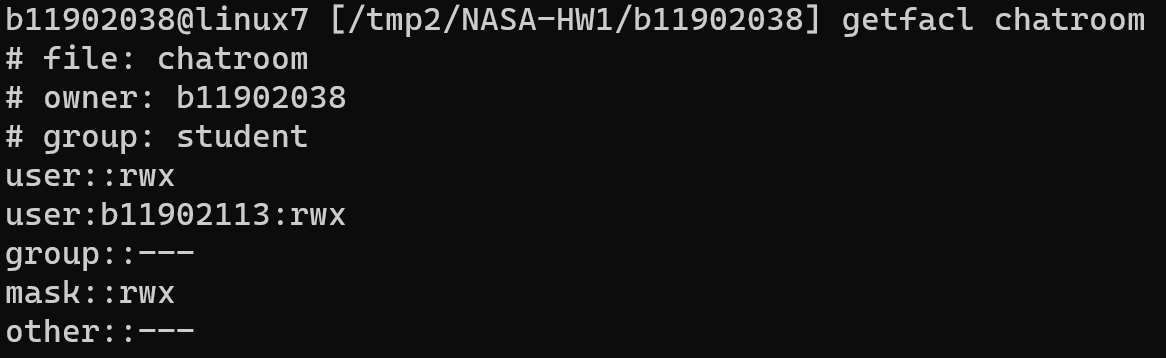 b11902038@linux7 [/tmp2/NASA-HW1/b11902038] getfacl chatroom
# file: chatroom
# owner: b11902038
# group: student
user::rwx
user:b11902113:rwx
group::---
mask::rwx
other::---